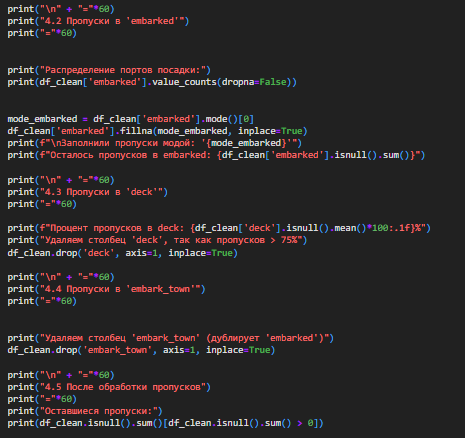 print("\n" + "="*60)
print("4.2 Пропуски в 'embarked'")
print("="*60)
print("Распределение портов посадки:")
print(df_clean['embarked'].value_counts(dropna=False))
mode_embarked = df_clean['embarked'].mode()[0]
df_clean['embarked'].fillna(mode_embarked, inplace=True)
print(f"\nЗаполнили пропуски модой: '{mode_embarked}'")
print(f"Осталось пропусков в embarked: {df_clean['embarked'].isnull().sum()}")
print("\n" + "="*60)
print("4.3 Пропуски в 'deck'")
print("="*60)
print(f"Процент пропусков в deck: {df_clean['deck'].isnull().mean()*100:.1f}%")
print("Удаляем столбец 'deck', так как пропусков > 75%")
df_clean.drop('deck', axis=1, inplace=True)
print("\n" + "="*60)
print("4.4 Пропуски в 'embark_town'")
print("="*60)
print("Удаляем столбец 'embark_town' (дублирует 'embarked')")
df_clean.drop('embark_town', axis=1, inplace=True)
print("\n" + "="*60)
print("4.5 После обработки пропусков")
print("="*60)
print("Оставшиеся пропуски:")
print(df_clean.isnull().sum()[df_clean.isnull().sum() > 0])